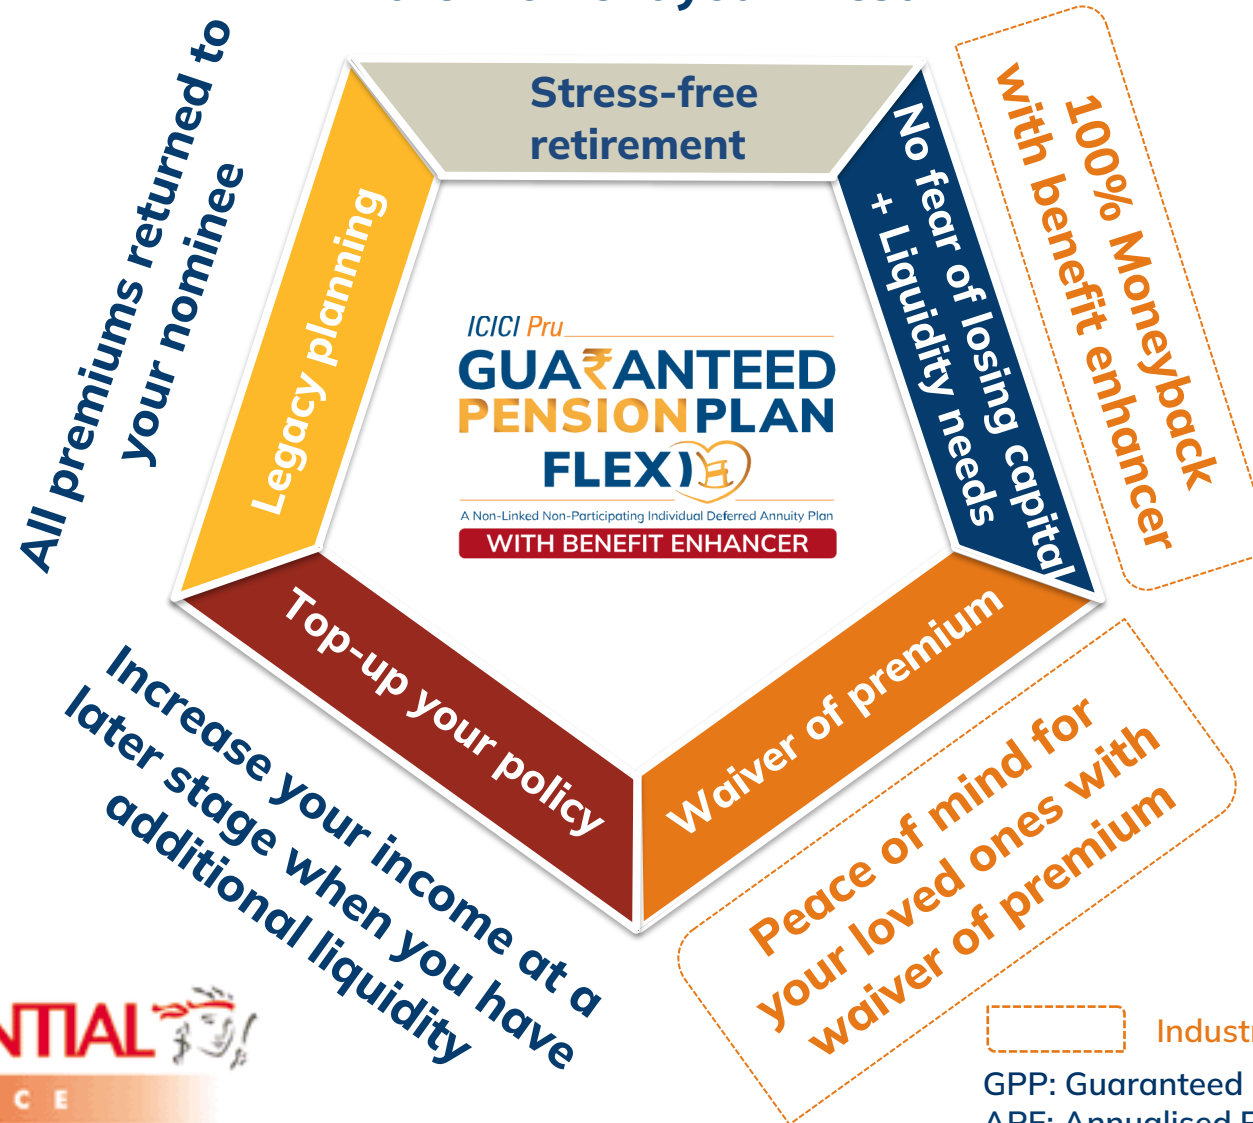 Stress-free
retirement
No fear of losing capital
+ Liquidity needs
100% Moneyback
with benefit enhancer
All premiums returned to
your nominee
Legacy planning
ICICI Pru
GUA₹ANTEED
PENSION PLAN
FLEXI
A Non-Linked Non-Participating Individual Deferred Annuity Plan
WITH BENEFIT ENHANCER
Top-up your policy
Waiver of premium
Increase your income at a
later stage when you have
additional liquidity
Peace of mind for
your loved ones with
waiver of premium
GPP: Guaranteed